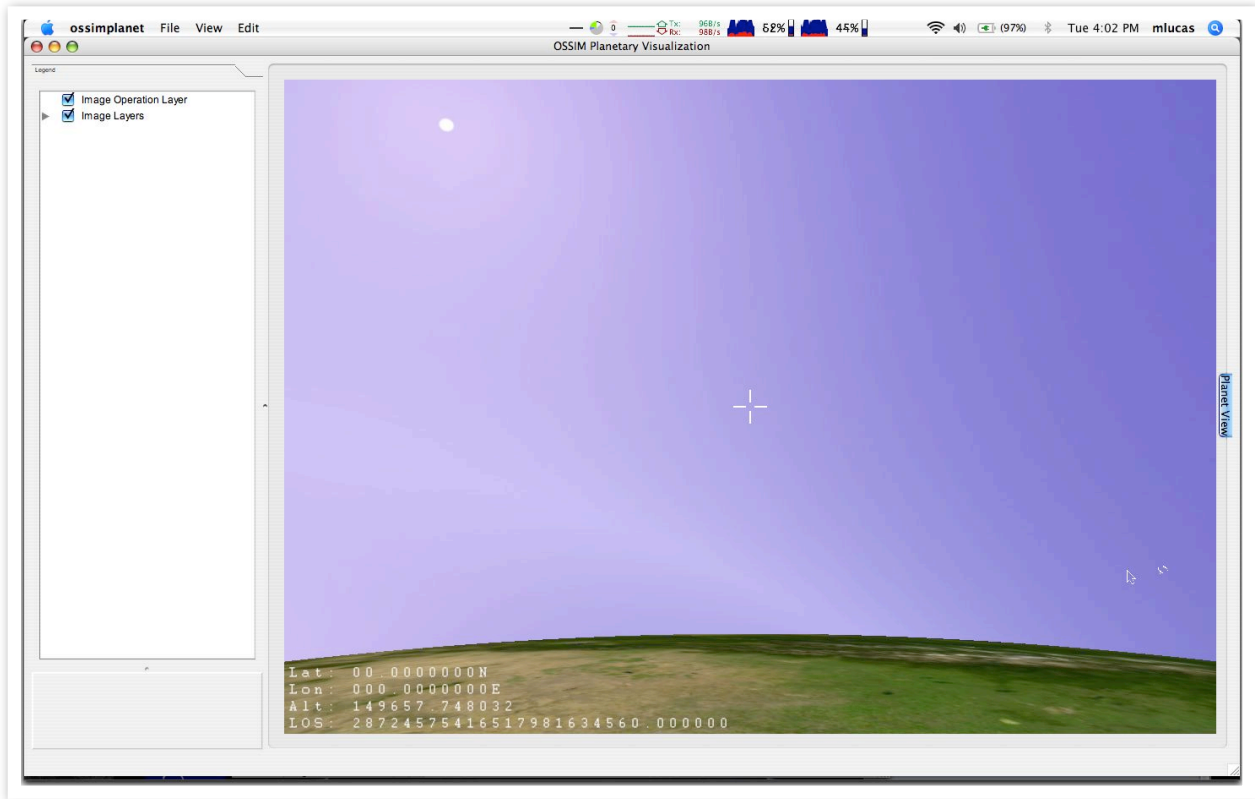 ossimplanet File View Edit
0 Tx: 96B/s Rx: 98B/s 45% (97%) Tue 4:02 PM mlucas
OSSIM Planetary Visualization
Legend
Image Operation Layer
Image Layers
Planet View
Lat: 00.0000000N
Lon: 000.0000000E
Alt: 149657.748032
LOS: 28724575416517981634560.000000